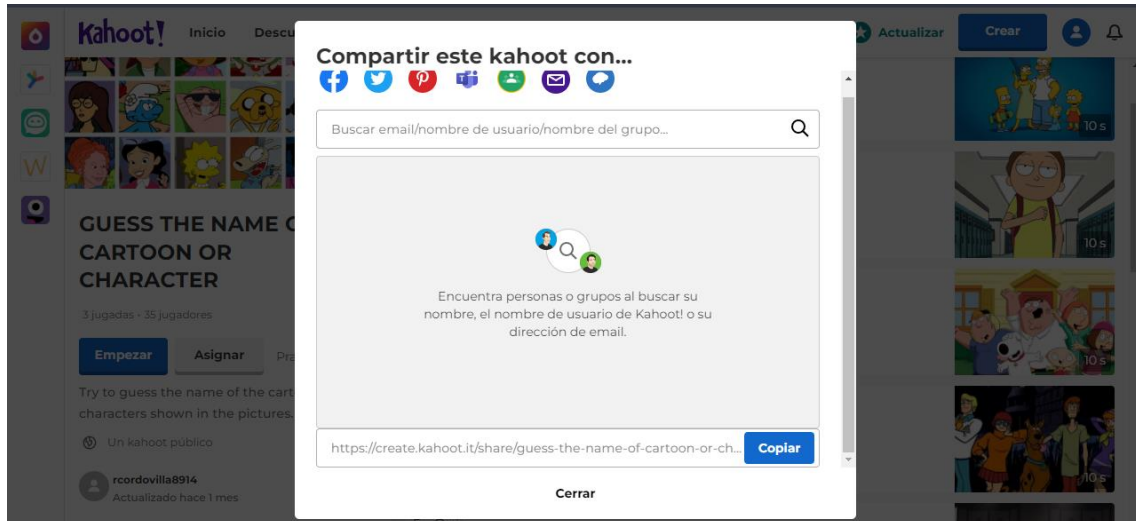 Kahoot!
Inicio
Descu
Actualizar
Crear
Compartir este kahoot con...
Buscar email/nombre de usuario/nombre del grupo...
Encuentra personas o grupos al buscar su
nombre, el nombre de usuario de Kahoot! o su
dirección de email.
https://create.kahoot.it/share/guess-the-name-of-cartoon-or-ch...
Copiar
Cerrar
GUESS THE NAME O
CARTOON OR
CHARACTER
3 jugadas · 35 jugadores
Empezar
Asignar
Pra
Try to guess the name of the cart
characters shown in the pictures.
Un kahoot público
rcordovilla8914
Actualizado hace 1 mes
10 s
10 s
10 s
10 s